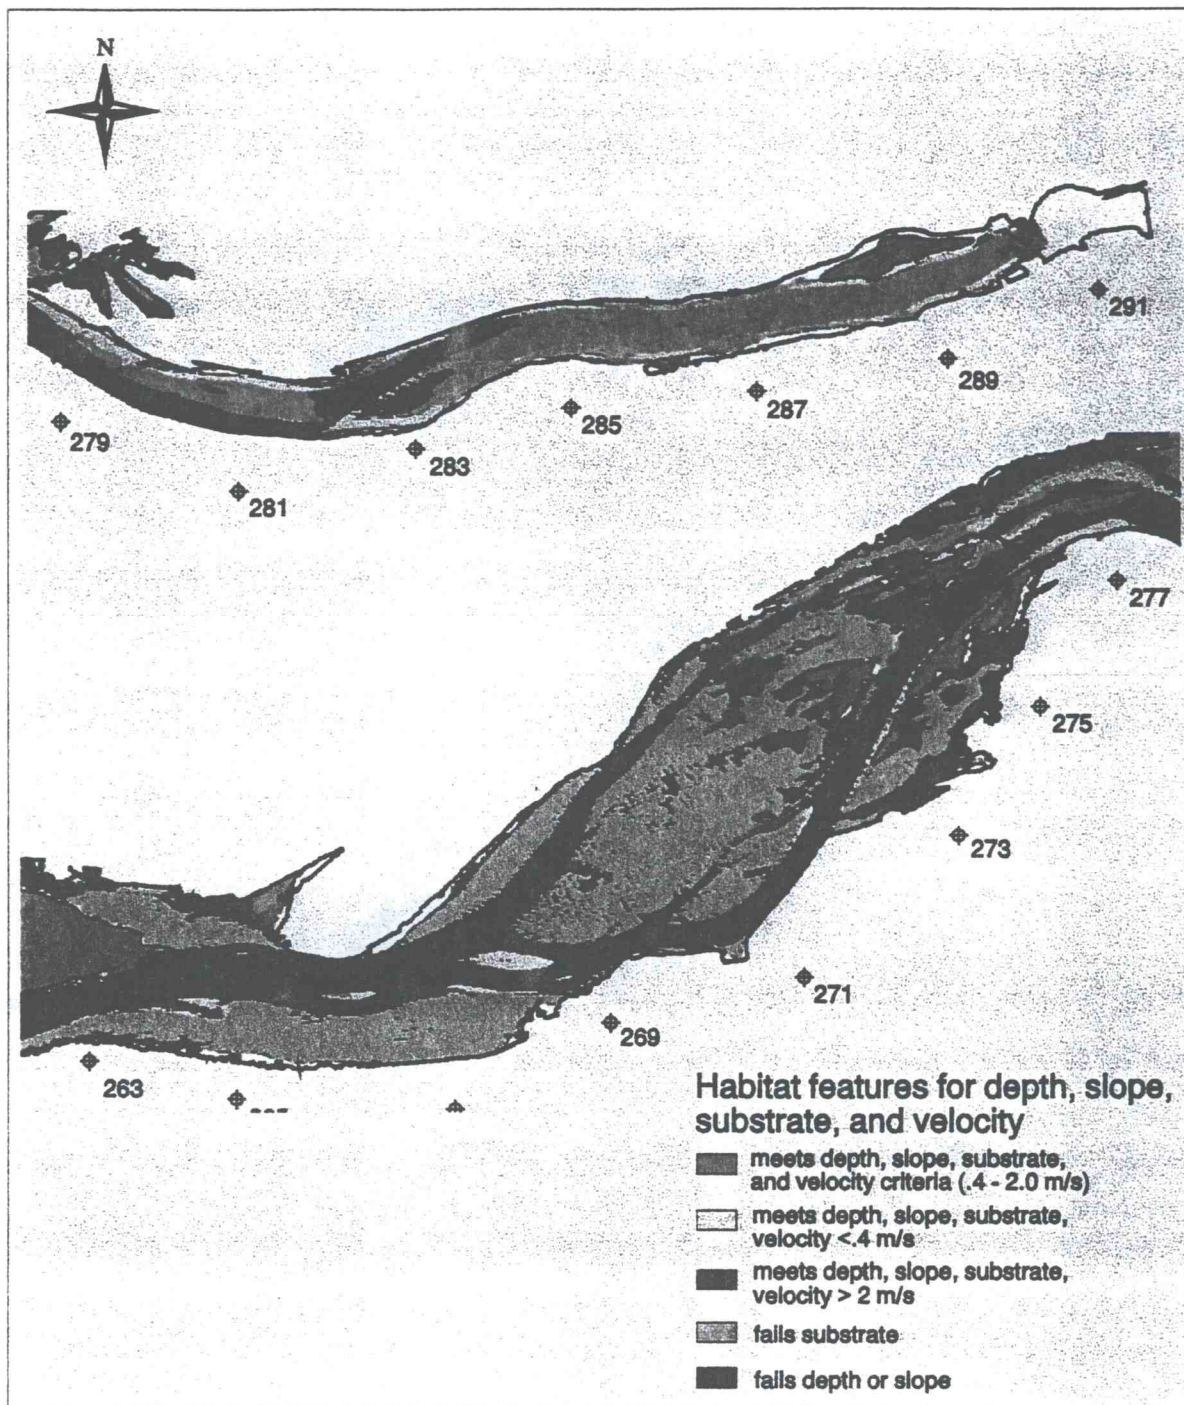 N
291
289
287
285
283
281
279
277
275
273
271
269
263
Habitat features for depth, slope,
substrate, and velocity
meets depth, slope, substrate,
and velocity criteria (.4 - 2.0 m/s)
meets depth, slope, substrate,
velocity <.4 m/s
meets depth, slope, substrate,
velocity > 2 m/s
fails substrate
fails depth or slope